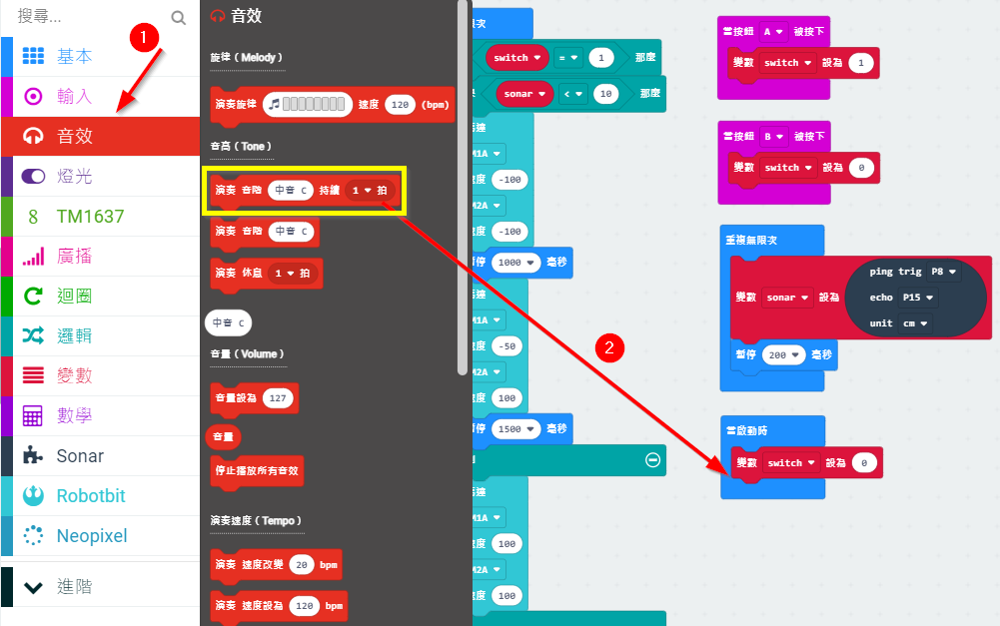 搜尋...
基本
輸入
音效
燈光
8 TM1637
廣播
迴圈
邏輯
變數
數學
Sonar
Robotbit
Neopixel
進階
1
音效
旋律 ( Melody )
演奏旋律 速度 120 (bpm)
音高 ( Tone )
演奏 音階 中音 C 持續 1 拍
演奏 音階 中音 C
演奏 休息 1 拍
中音 C
音量 ( Volume )
音量設為 127
音量
停止播放所有音效
演奏速度 ( Tempo )
演奏 速度改變 20 bpm
演奏 速度設為 120 bpm
次
switch = 1 那麼
sonar < 10 那麼
達
M1A
度 -100
M2A
度 -100
暫停 1000 毫秒
達
M1A
度 -50
M2A
度 100
暫停 1500 毫秒
達
M1A
度 100
M2A
度 100
2
當按鈕 A 被按下
變數 switch 設為 1
當按鈕 B 被按下
變數 switch 設為 0
重複無限次
變數 sonar 設為 ping trig P8
echo P15
unit cm
暫停 200 毫秒
當啟動時
變數 switch 設為 0